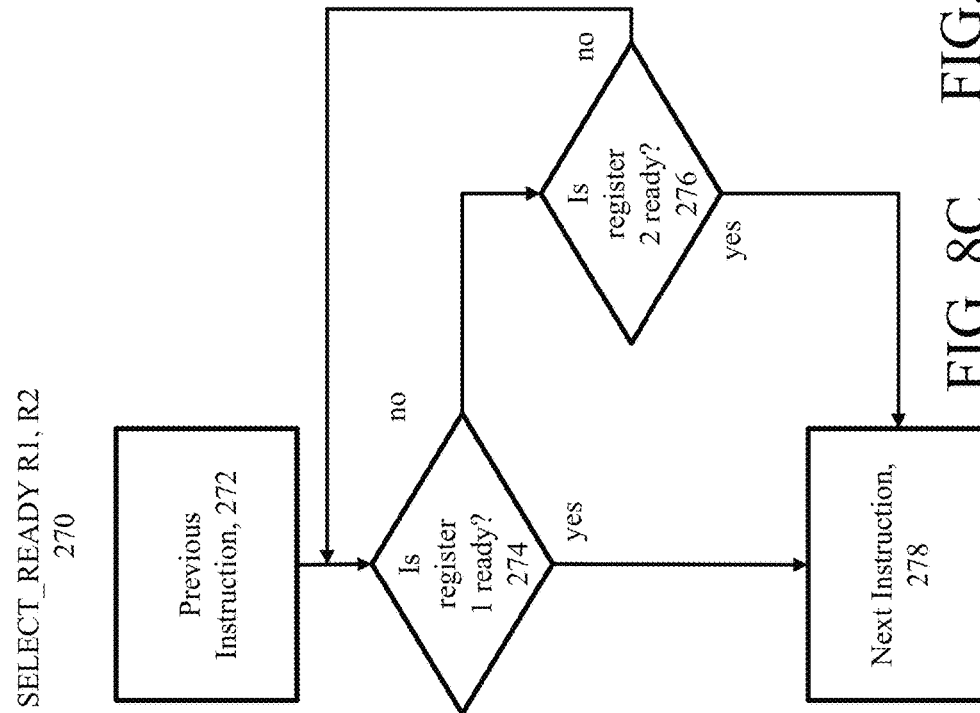 SELECT_READY R1, R2
270
Previous
Instruction, 272
Is
register
1 ready?
274
no
yes
Is
register
2 ready?
276
no
yes
Next Instruction,
278
FIG. 8C
FIG.